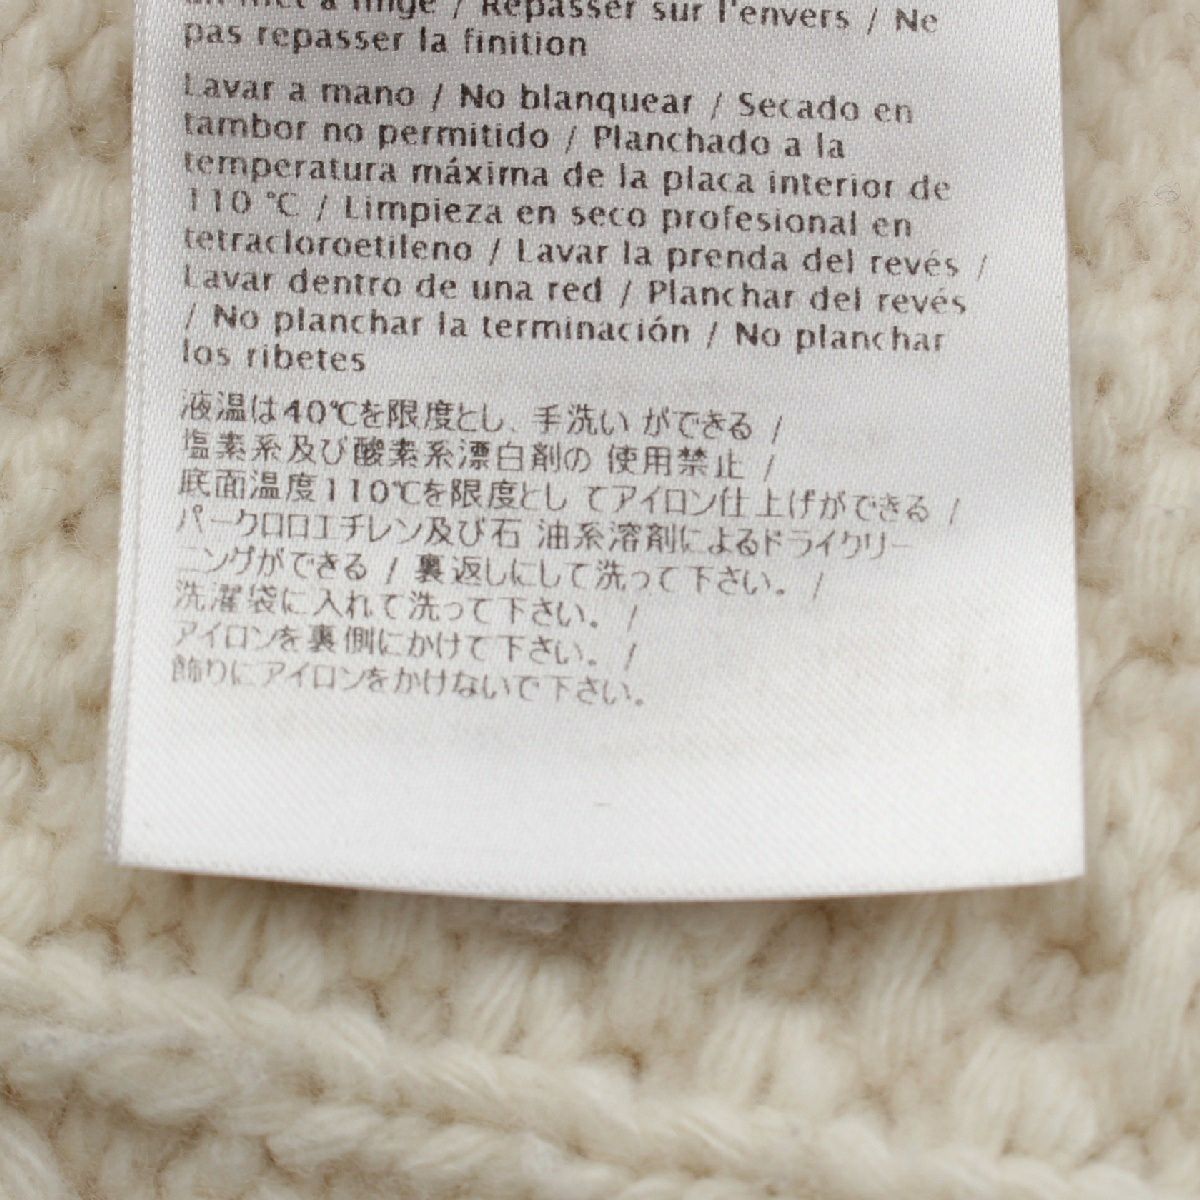 un filet à linge / Repasser sur l'envers / Ne
pas repasser la finition
Lavar a mano / No blanquear / Secado en
tambor no permitido / Planchado a la
temperatura máxima de la placa interior de
110 °C / Limpieza en seco profesional en
tetracloroetileno / Lavar la prenda del revés /
Lavar dentro de una red / Planchar del revés
/ No planchar la terminación / No planchar
los ribetes
液温は40℃を限度とし、手洗い ができる /
塩素系及び酸素系漂白剤の 使用禁止 /
底面温度110℃を限度とし てアイロン仕上げができる /
パークロロエチレン及び石 油系溶剤によるドライクリー
ニングができる / 裏返しにして洗って下さい。 /
洗濯袋に入れて洗って下さい。 /
アイロンを裏側にかけて下さい。 /
飾りにアイロンをかけないで下さい。